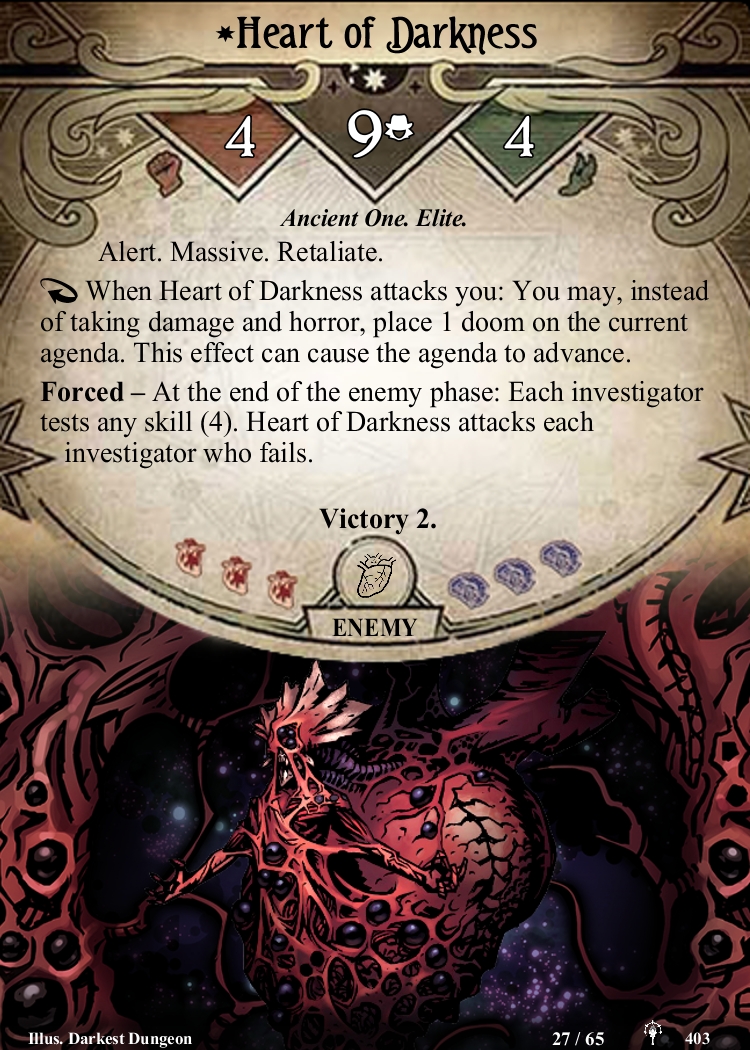 Heart of Darkness
4 9 4
Ancient One. Elite.
Alert. Massive. Retaliate.
When Heart of Darkness attacks you: You may, instead
of taking damage and horror, place 1 doom on the current
agenda. This effect can cause the agenda to advance.
Forced – At the end of the enemy phase: Each investigator
tests any skill (4). Heart of Darkness attacks each
investigator who fails.
Victory 2.
ENEMY
Illus. Darkest Dungeon 27 / 65 403